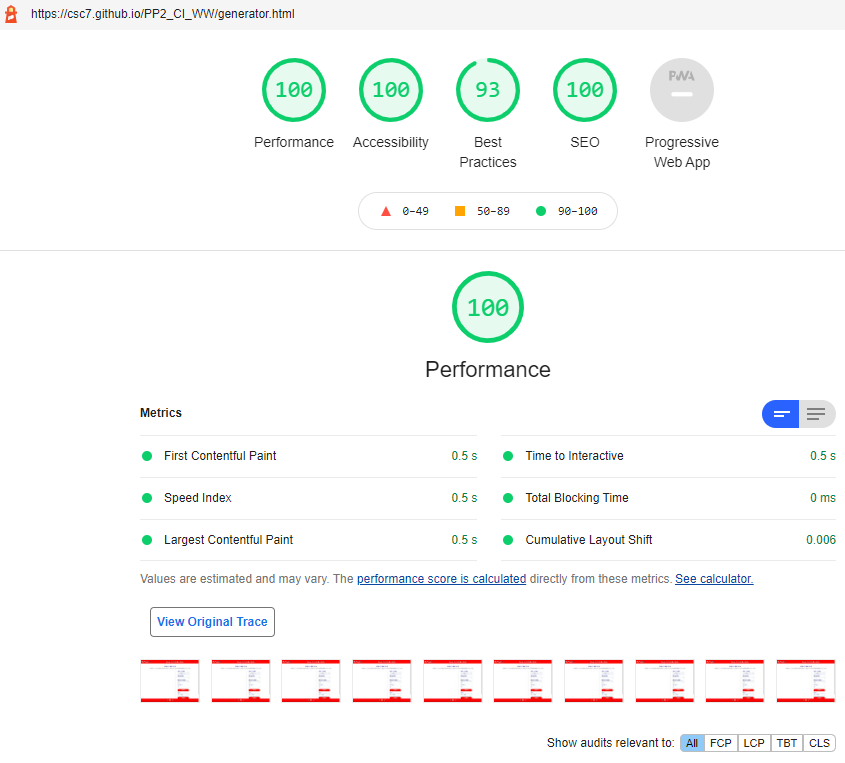 https://csc7.github.io/PP2_CI_WW/generator.html
100 100 93 100 PWA
Performance Accessibility Best Practices SEO Progressive Web App
0–49 50–89 90–100
100
Performance
Metrics
First Contentful Paint 0.5 s Time to Interactive 0.5 s
Speed Index 0.5 s Total Blocking Time 0 ms
Largest Contentful Paint 0.5 s Cumulative Layout Shift 0.006
Values are estimated and may vary. The performance score is calculated directly from these metrics. See calculator.
View Original Trace
Show audits relevant to: All FCP LCP TBT CLS